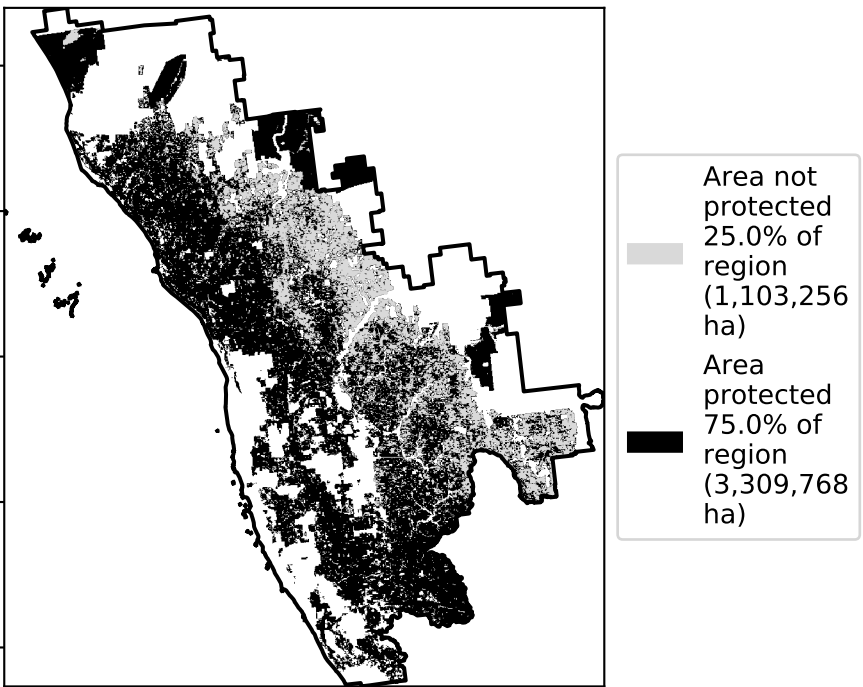 Area not
protected
25.0% of
region
(1,103,256
ha)
Area
protected
75.0% of
region
(3,309,768
ha)